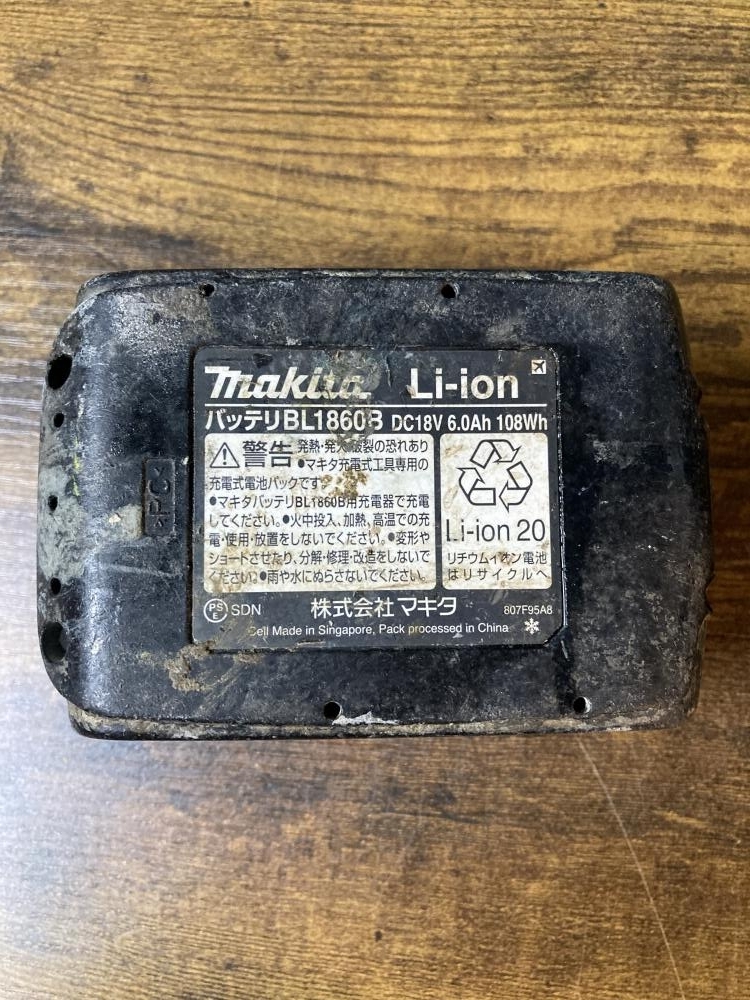 makita Li-ion
バッテリBL1860B DC18V 6.0Ah 108Wh
警告 発熱・発火・破裂の恐れあり
●マキタ充電式工具専用の
充電式電池パックです。
●マキタバッテリBL1860B用充電器で充電
してください。●火中投入、加熱、高温での充
電・使用・放置をしないでください。●変形や
ショートさせたり、分解・修理・改造をしないで
ください。●雨や水にぬらさないでください。
Li-ion 20
リチウムイオン電池
はリサイクルへ
>PC<
PS
E
SDN 株式会社マキタ 807F95A8
Cell Made in Singapore, Pack processed in China